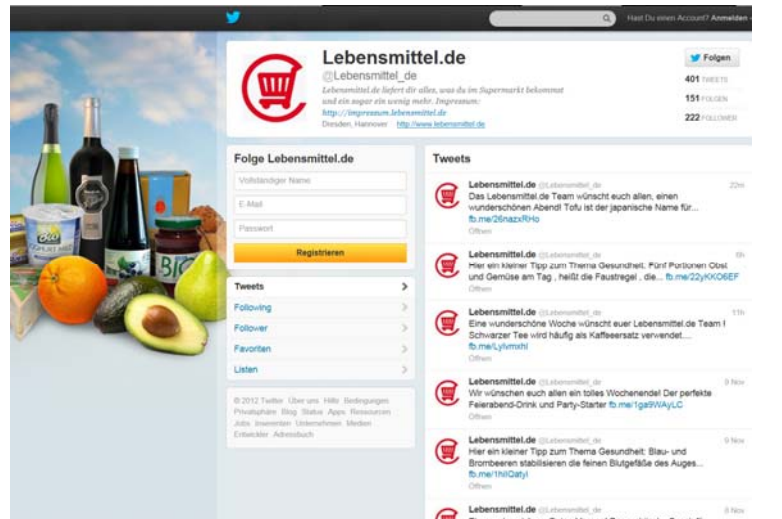 Hast Du einen Account? Anmelden
Lebensmittel.de
@Lebensmittel_de
Lebensmittel.de liefert dir alles, was du im Supermarkt bekommst
und ein sogar ein wenig mehr. Impressum:
http://impressum.lebensmittel.de
Dresden, Hannover http://www.lebensmittel.de
Folgen
401 TWEETS
151 FOLGEN
222 FOLLOWER
Folge Lebensmittel.de
Vollständiger Name
E-Mail
Passwort
Registrieren
Tweets
Following
Follower
Favoriten
Listen
© 2012 Twitter Über uns Hilfe Bedingungen
Privatsphäre Blog Status Apps Ressourcen
Jobs Inserenten Unternehmen Medien
Entwickler Adressbuch
Tweets
Lebensmittel.de @Lebensmittel_de 22m
Das Lebensmittel.de Team wünscht euch allen, einen
wunderschönen Abend! Tofu ist der japanische Name für...
fb.me/26nazxRHo
Öffnen
Lebensmittel.de @Lebensmittel_de
Hier ein kleiner Tipp zum Thema Gesundheit: Fünf Portionen Obst
und Gemüse am Tag , heißt die Faustregel , die... fb.me/22yKKO6EF
Öffnen
Lebensmittel.de @Lebensmittel_de 11h
Eine wunderschöne Woche wünscht euer Lebensmittel.de Team !
Schwarzer Tee wird häufig als Kaffeeersatz verwendet....
Öffnen
Lebensmittel.de @Lebensmittel_de 9 Nov
Wir wünschen euch allen ein tolles Wochenende! Der perfekte
Feierabend-Drink und Party-Starter fb.me/1ga9WAyLC
Öffnen
Lebensmittel.de @Lebensmittel_de 9 Nov
Hier ein kleiner Tipp zum Thema Gesundheit: Blau- und
Brombeeren stabilisieren die feinen Blutgefäße des Auges...
Öffnen
Lebensmittel.de @Lebensmittel_de 8 Nov
Bio
BIO